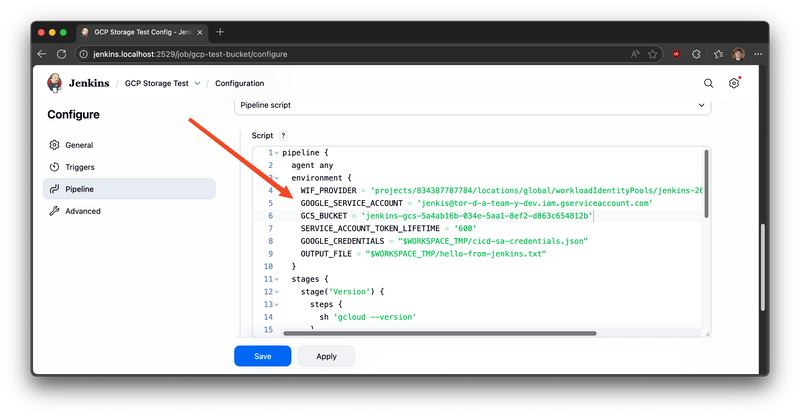 GCP Storage Test Config - Jenki
jenkins.localhost:2529/job/gcp-test-bucket/configure
Jenkins / GCP Storage Test / Configuration
Configure
General
Triggers
Pipeline
Advanced
Pipeline script
Script ?
1 pipeline {
2 agent any
3 environment {
4 WIF_PROVIDER = 'projects/834387787784/locations/global/workloadIdentityPools/jenkins-20
5 GOOGLE_SERVICE_ACCOUNT = 'jenkis@tor-d-a-team-y-dev.iam.gserviceaccount.com'
6 GCS_BUCKET = 'jenkins-gcs-5a4ab16b-034e-5aa1-8ef2-d863c654812b'
7 SERVICE_ACCOUNT_TOKEN_LIFETIME = '600'
8 GOOGLE_CREDENTIALS = "$WORKSPACE_TMP/cicd-sa-credentials.json"
9 OUTPUT_FILE = "$WORKSPACE_TMP/hello-from-jenkins.txt"
10 }
11 stages {
12 stage('Version') {
13 steps {
14 sh 'gcloud --version'
15 }
Save Apply